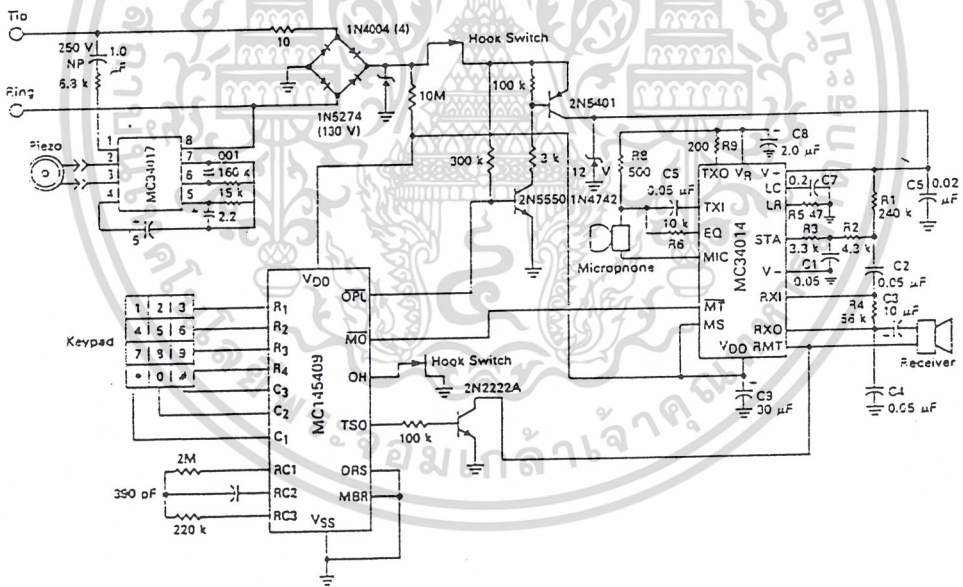 Tip
250 V
NP
1.0
µF
6.8 k
Ring
Piezo
1
2
3
4
MC34017
8
7
6
5
001
160 k
15 k
2.2
5
10
1N4004 (4)
1N5274
(130 V)
Hook Switch
10M
100 k
2N5401
300 k
3 k
2N5550
12 V
1N4742
R8
500
200
R9
C8
2.0 µF
C5
0.05 µF
10 k
R6
Microphone
TXO
VR
V+
LC
LR
TXI
EQ
MIC
STA
V-
RXI
RXO
MT
MS
VDD
RMT
MC34014
0.2
C7
R5 47
R3
3.3 k
R2
4.3 k
R1
240 k
C5
0.02
µF
C1
0.05
C2
0.05 µF
R4
56 k
C3
10 µF
Receiver
C4
0.05 µF
C9
30 µF
Keypad
1 2 3
4 5 6
7 8 9
* 0 #
VDD
R1
R2
R3
R4
C3
C2
C1
RC1
RC2
RC3
VSS
MC145409
OPL
MO
OH
TSO
DRS
MBR
Hook Switch
2N2222A
100 k
2M
390 pF
220 k